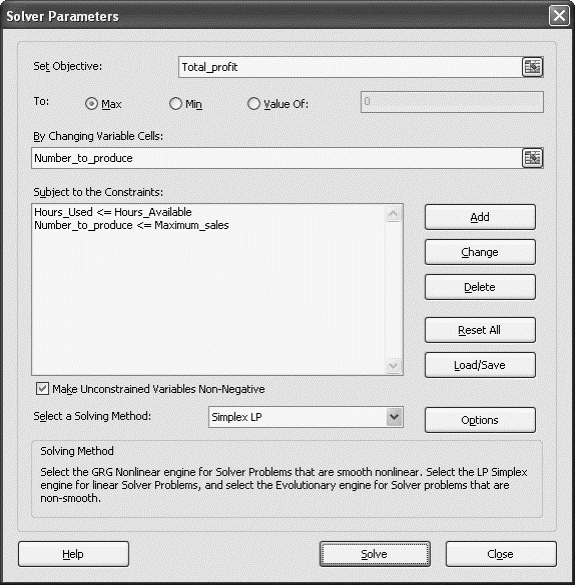 Solver Parameters
Set Objective:
Total_profit
To:
Max
Min
Value Of:
0
By Changing Variable Cells:
Number_to_produce
Subject to the Constraints:
Hours_Used <= Hours_Available
Number_to_produce <= Maximum_sales
Add
Change
Delete
Reset All
Load/Save
Make Unconstrained Variables Non-Negative
Select a Solving Method:
Simplex LP
Options
Solving Method
Select the GRG Nonlinear engine for Solver Problems that are smooth nonlinear. Select the LP Simplex
engine for linear Solver Problems, and select the Evolutionary engine for Solver problems that are
non-smooth.
Help
Solve
Close